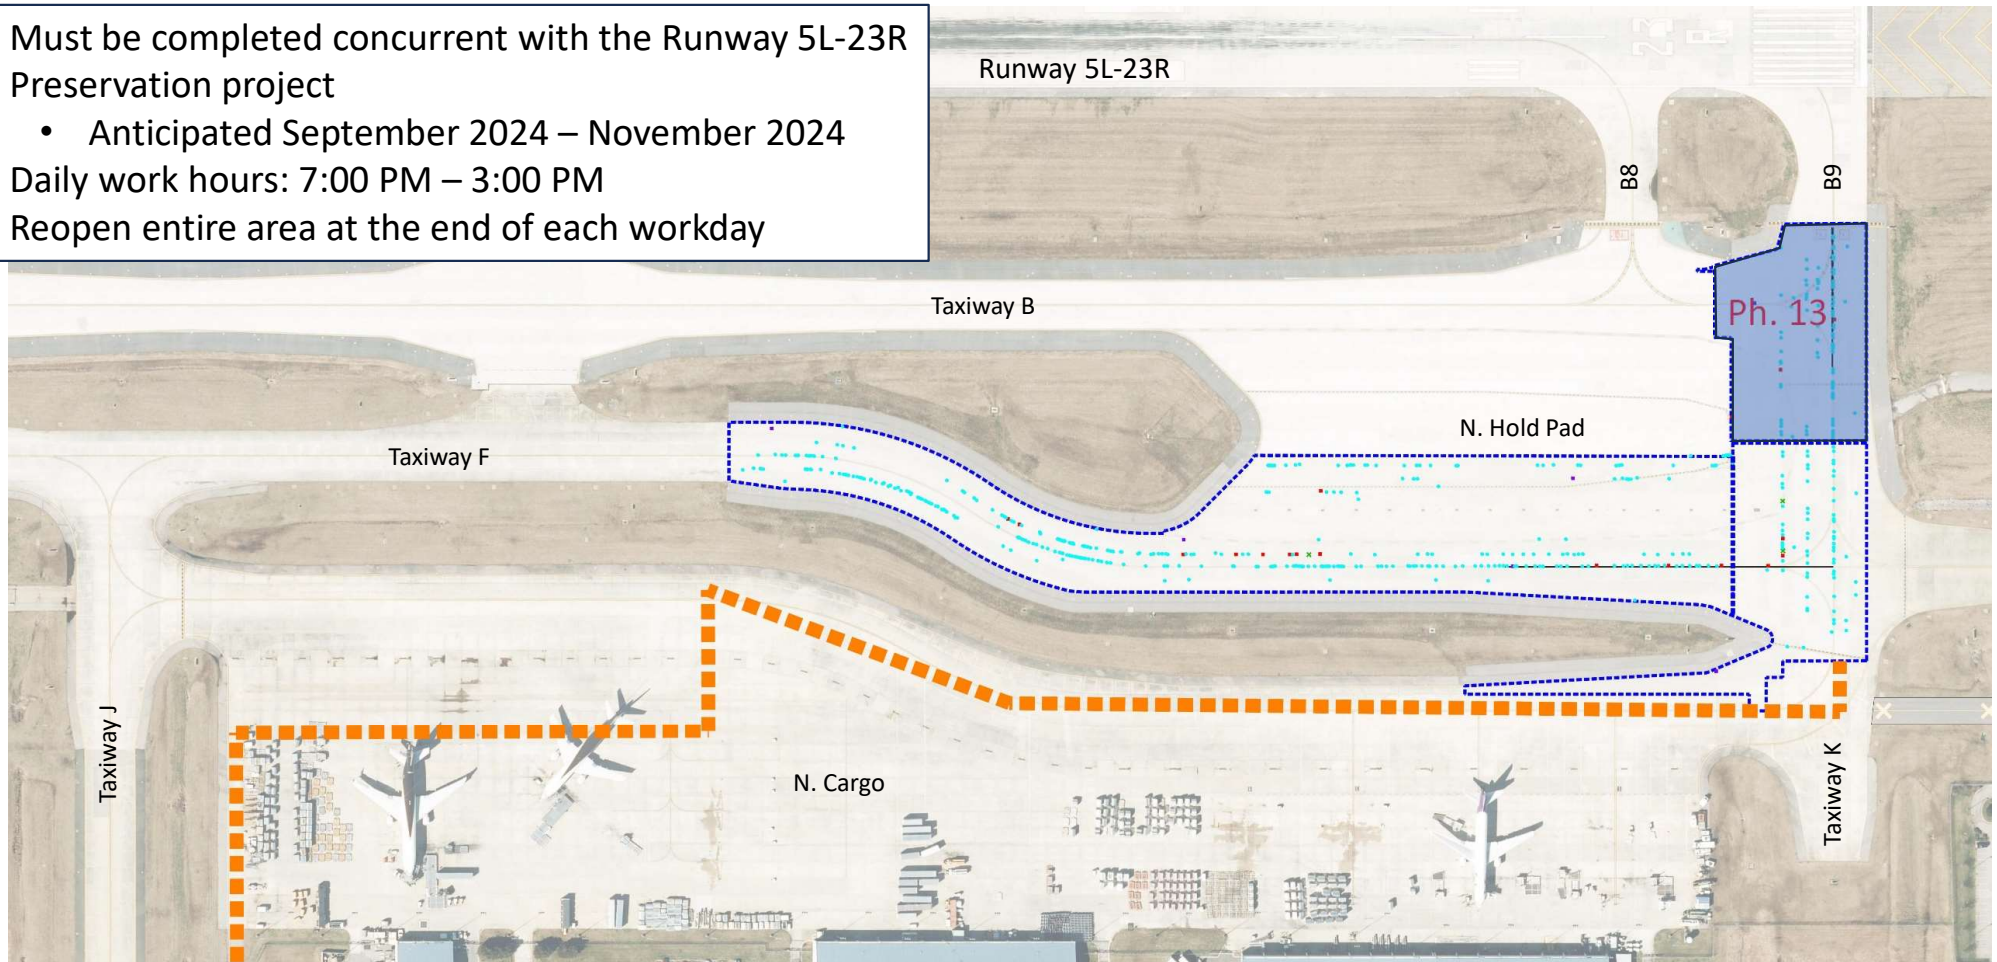 Must be completed concurrent with the Runway 5L-23R
Preservation project
• Anticipated September 2024 – November 2024
Daily work hours: 7:00 PM – 3:00 PM
Reopen entire area at the end of each workday
Runway 5L-23R
B8
B9
Taxiway B
Ph. 13
N. Hold Pad
Taxiway F
Taxiway J
N. Cargo
Taxiway K